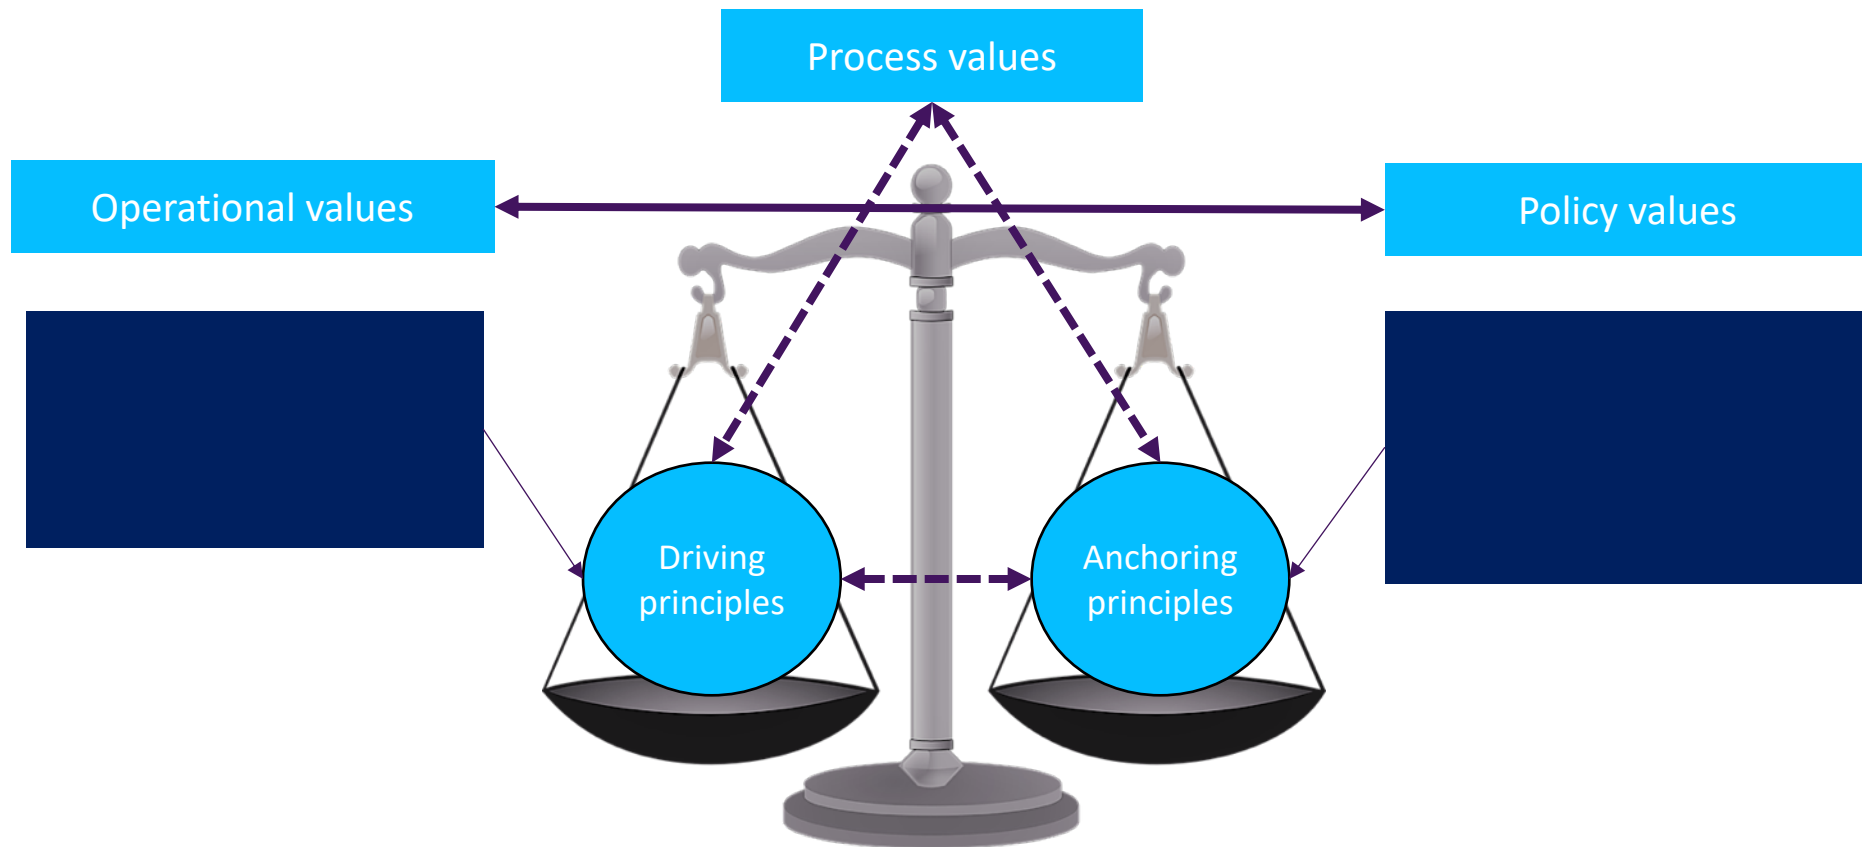 Process values
Operational values
Policy values
Driving
principles
Anchoring
principles